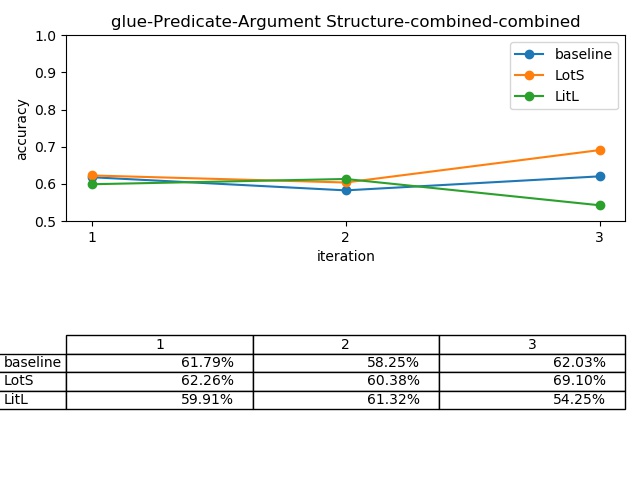 glue-Predicate-Argument Structure-combined-combined
1.0
0.9
0.8
0.7
0.6
0.5
accuracy
baseline
LotS
LitL
1 2 3
iteration
1 2 3
baseline 61.79% 58.25% 62.03%
LotS 62.26% 60.38% 69.10%
LitL 59.91% 61.32% 54.25%